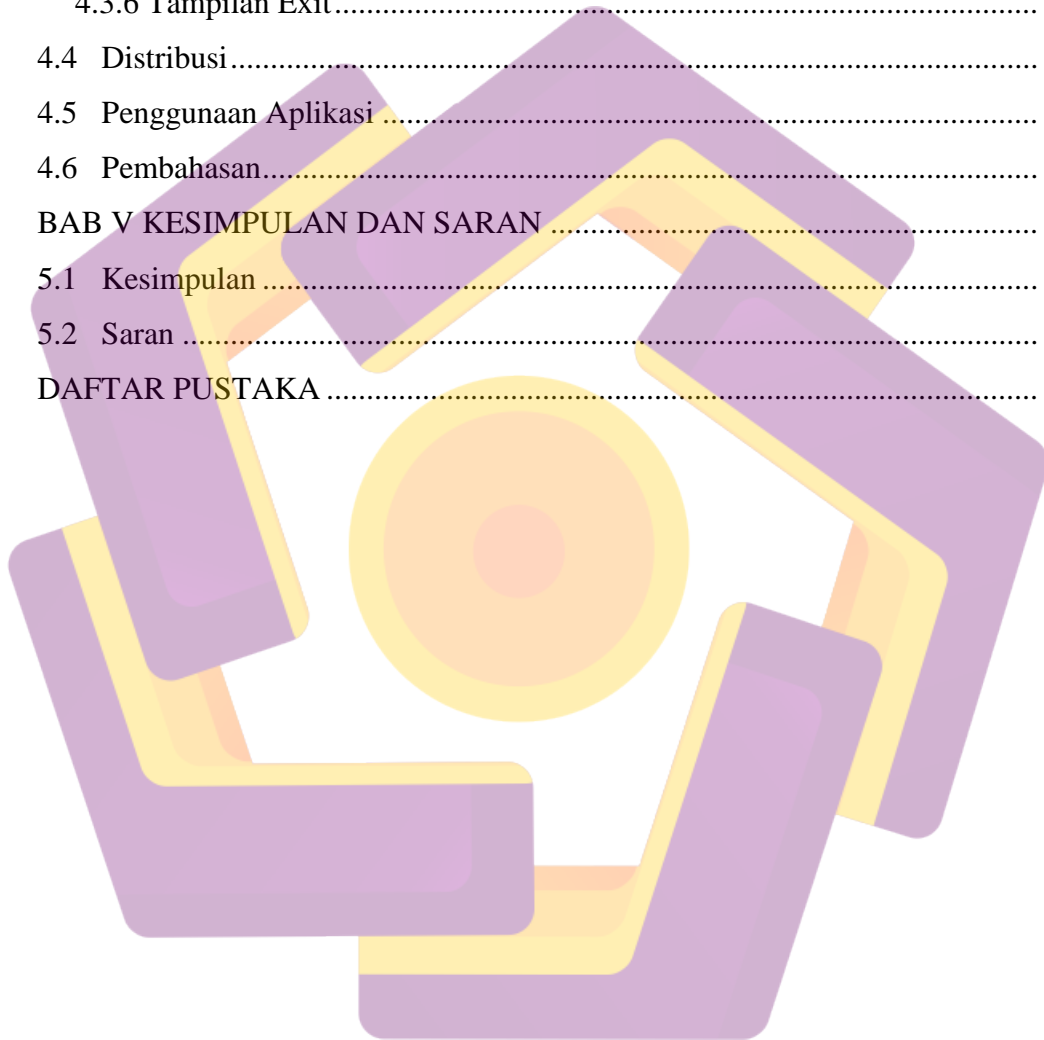 4.3.6 Tampilan Exit........................................................................................
4.4 Distribusi.....................................................................................................
4.5 Penggunaan Aplikasi ..................................................................................
4.6 Pembahasan.................................................................................................
BAB V KESIMPULAN DAN SARAN .............................................................
5.1 Kesimpulan .................................................................................................
5.2 Saran ...........................................................................................................
DAFTAR PUSTAKA .........................................................................................